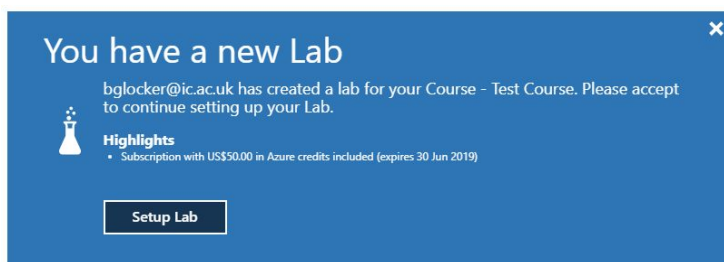 You have a new Lab
bglocker@ic.ac.uk has created a lab for your Course - Test Course. Please accept
to continue setting up your Lab.
Highlights
• Subscription with US$50.00 in Azure credits included (expires 30 Jun 2019)
Setup Lab